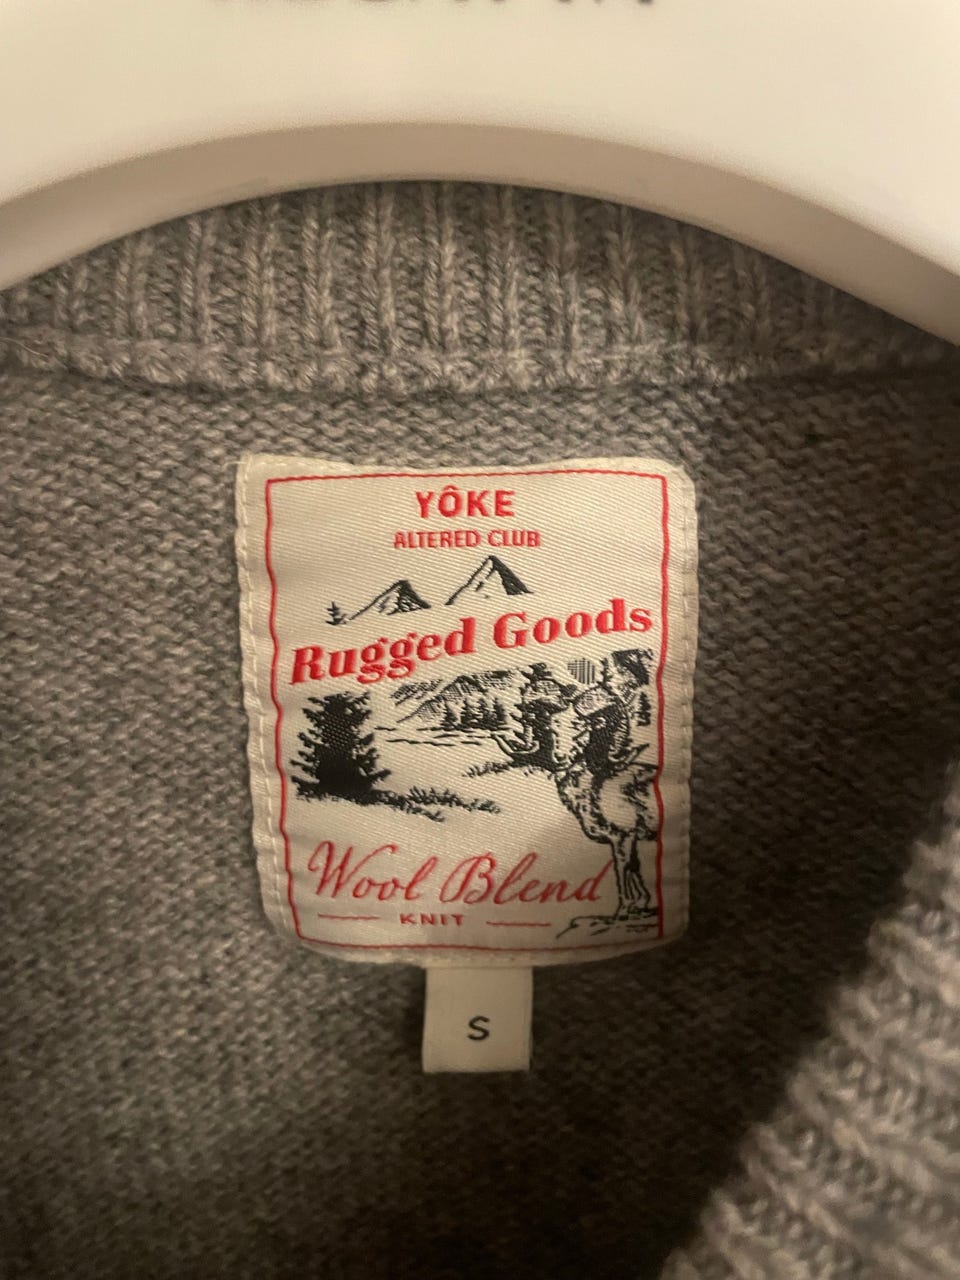 YÔKE
ALTERED CLUB
Rugged Goods
Wool Blend
KNIT
S